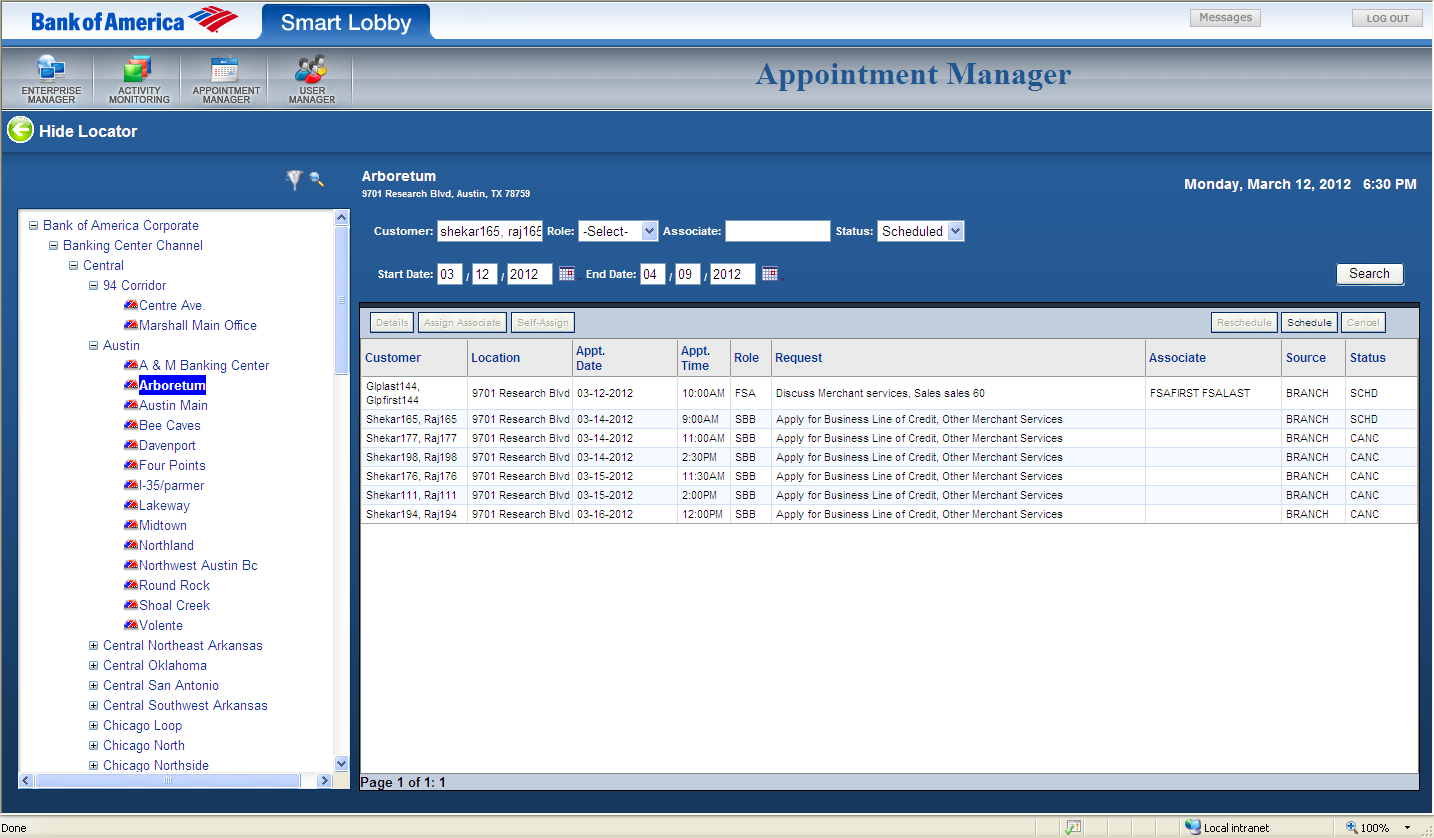 Bank of America Smart Lobby Messages LOG OUT
ENTERPRISE MANAGER ACTIVITY MONITORING APPOINTMENT MANAGER USER MANAGER Appointment Manager
Hide Locator
Arboretum
9701 Research Blvd, Austin, TX 78759
Monday, March 12, 2012 6:30 PM
Bank of America Corporate
Banking Center Channel
Central
94 Corridor
Centre Ave.
Marshall Main Office
Austin
A & M Banking Center
Arboretum
Austin Main
Bee Caves
Davenport
Four Points
I-35/parmer
Lakeway
Midtown
Northland
Northwest Austin Bc
Round Rock
Shoal Creek
Volente
Central Northeast Arkansas
Central Oklahoma
Central San Antonio
Central Southwest Arkansas
Chicago Loop
Chicago North
Chicago Northside
Customer: shekar165, raj165 Role: -Select- Associate: Status: Scheduled
Start Date: 03 / 12 / 2012 End Date: 04 / 09 / 2012 Search
Details Assign Associate Self-Assign Reschedule Schedule Cancel
Customer Location Appt. Date Appt. Time Role Request Associate Source Status
Glplast144, Glpfirst144 9701 Research Blvd 03-12-2012 10:00AM FSA Discuss Merchant services, Sales sales 60 FSAFIRST FSALAST BRANCH SCHD
Shekar165, Raj165 9701 Research Blvd 03-14-2012 9:00AM SBB Apply for Business Line of Credit, Other Merchant Services BRANCH SCHD
Shekar177, Raj177 9701 Research Blvd 03-14-2012 11:00AM SBB Apply for Business Line of Credit, Other Merchant Services BRANCH CANC
Shekar198, Raj198 9701 Research Blvd 03-14-2012 2:30PM SBB Apply for Business Line of Credit, Other Merchant Services BRANCH CANC
Shekar176, Raj176 9701 Research Blvd 03-15-2012 11:30AM SBB Apply for Business Line of Credit, Other Merchant Services BRANCH CANC
Shekar111, Raj111 9701 Research Blvd 03-15-2012 2:00PM SBB Apply for Business Line of Credit, Other Merchant Services BRANCH CANC
Shekar194, Raj194 9701 Research Blvd 03-16-2012 12:00PM SBB Apply for Business Line of Credit, Other Merchant Services BRANCH CANC
Page 1 of 1: 1
Done Local intranet 100%